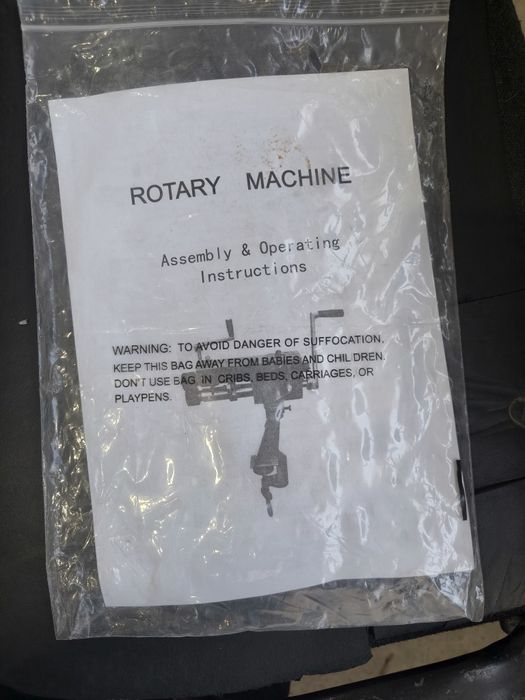 ROTARY MACHINE
Assembly & Operating
Instructions
WARNING: TO AVOID DANGER OF SUFFOCATION,
KEEP THIS BAG AWAY FROM BABIES AND CHIL DREN.
DON'T USE BAG IN CRIBS, BEDS, CARRIAGES, OR
PLAYPENS.